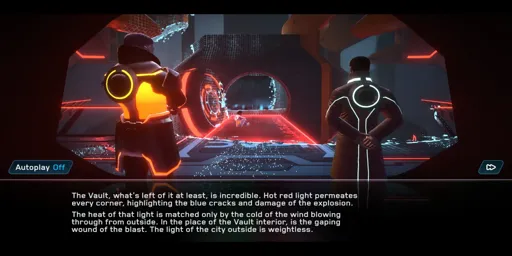 Autoplay Off
The Vault, what's left of it at least, is incredible. Hot red light permeates
every corner, highlighting the blue cracks and damage of the explosion.
The heat of that light is matched only by the cold of the wind blowing
through from outside. In the place of the Vault interior, is the gaping
wound of the blast. The light of the city outside is weightless.